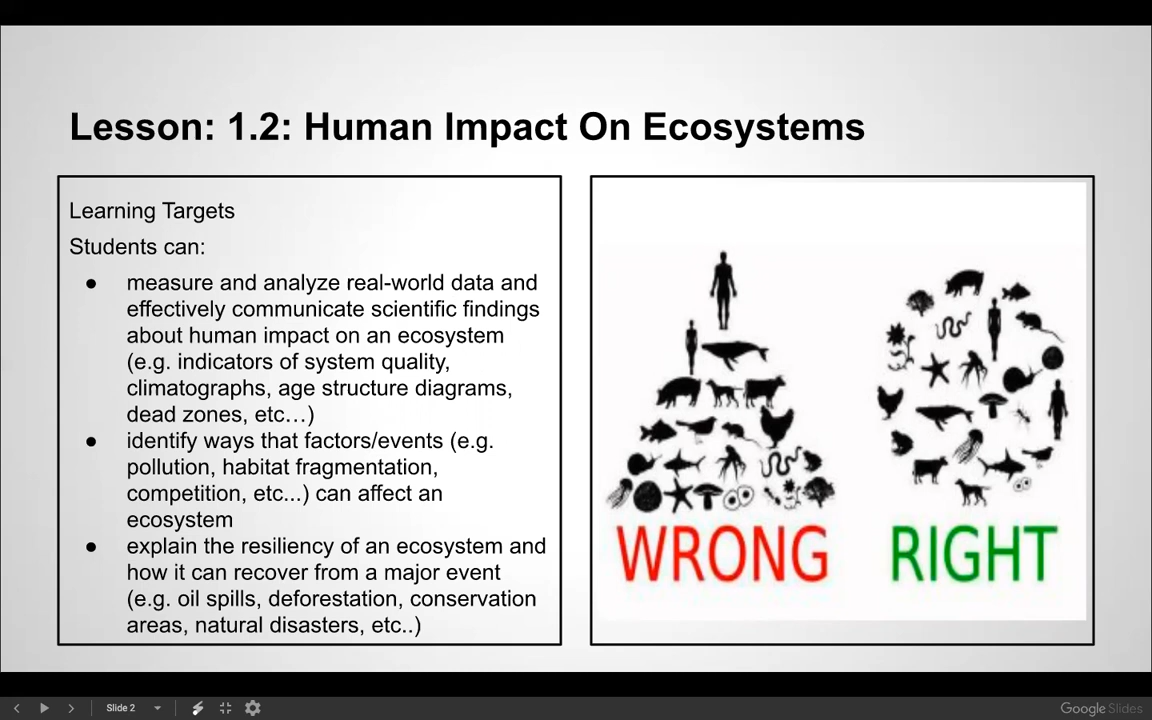 Lesson: 1.2: Human Impact On Ecosystems
Learning Targets
Students can:
● measure and analyze real-world data and
effectively communicate scientific findings
about human impact on an ecosystem
(e.g. indicators of system quality,
climatographs, age structure diagrams,
dead zones, etc…)
● identify ways that factors/events (e.g.
pollution, habitat fragmentation,
competition, etc...) can affect an
ecosystem
● explain the resiliency of an ecosystem and
how it can recover from a major event
(e.g. oil spills, deforestation, conservation
areas, natural disasters, etc..)
WRONG
RIGHT
Slide 2
Google Slides